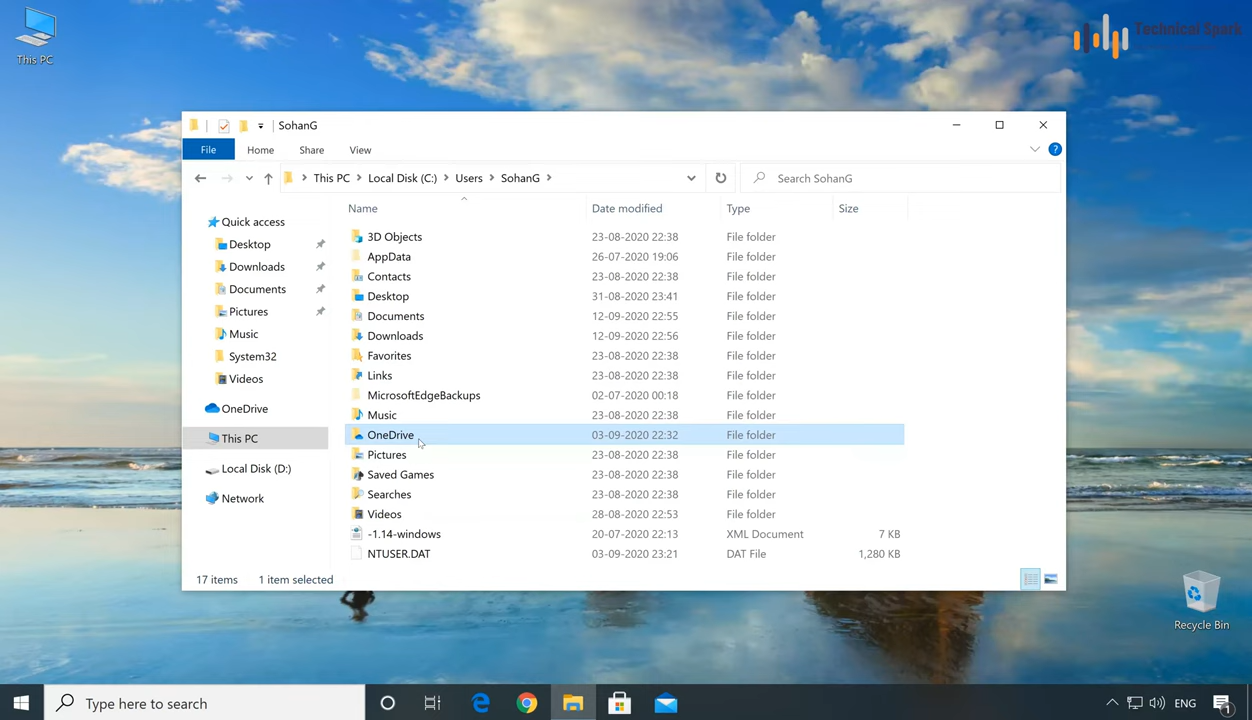 This PC
Technical Spark
SohanG
File Home Share View
This PC Local Disk (C:) Users SohanG
Search SohanG
Quick access
Desktop
Downloads
Documents
Pictures
Music
System32
Videos
OneDrive
This PC
Local Disk (D:)
Network
Name Date modified Type Size
3D Objects 23-08-2020 22:38 File folder
AppData 26-07-2020 19:06 File folder
Contacts 23-08-2020 22:38 File folder
Desktop 31-08-2020 23:41 File folder
Documents 12-09-2020 22:55 File folder
Downloads 12-09-2020 22:56 File folder
Favorites 23-08-2020 22:38 File folder
Links 23-08-2020 22:38 File folder
MicrosoftEdgeBackups 02-07-2020 00:18 File folder
Music 23-08-2020 22:38 File folder
OneDrive 03-09-2020 22:32 File folder
Pictures 23-08-2020 22:38 File folder
Saved Games 23-08-2020 22:38 File folder
Searches 23-08-2020 22:38 File folder
Videos 28-08-2020 22:53 File folder
-1.14-windows 20-07-2020 22:13 XML Document 7 KB
NTUSER.DAT 03-09-2020 23:21 DAT File 1,280 KB
17 items 1 item selected
Recycle Bin
Type here to search
ENG
1